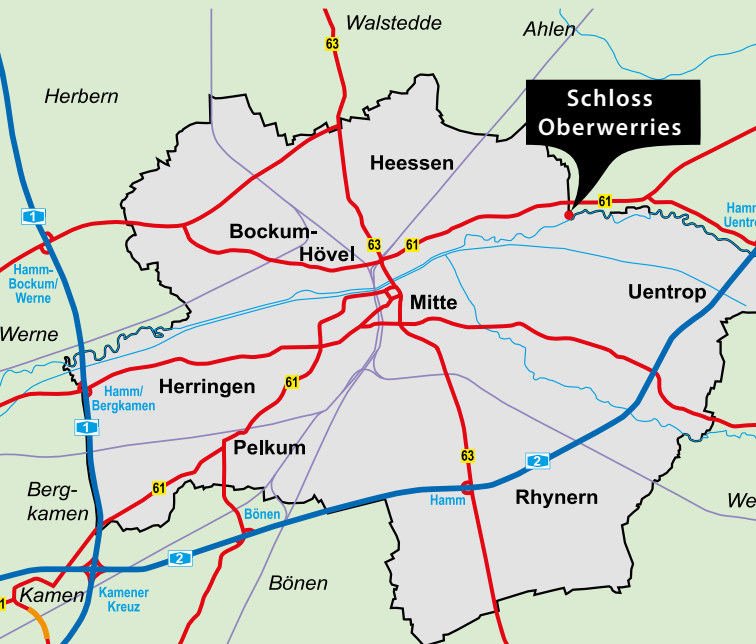 Walstedde
Ahlen
63
Herbern
Schloss
Oberwerries
Heessen
61
1
Hamm
Uentro
Bockum-
Hövel
63
61
Hamm-
Bockum/
Werne
Uentrop
Mitte
Werne
Herringen
61
Hamm/
Bergkamen
1
Pelkum
63
2
61
Berg-
kamen
Hamm
Rhynern
We
Bönen
2
Bönen
Kamen
Kamener
Kreuz
1